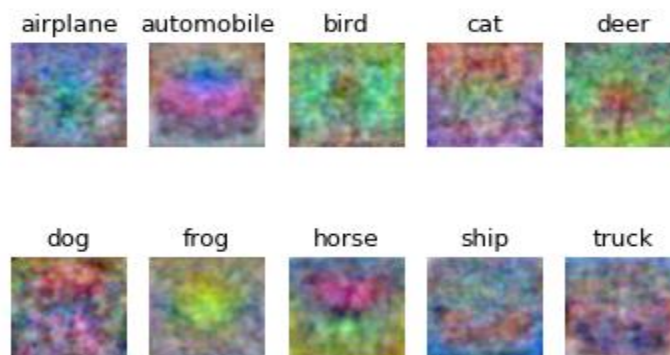 airplane automobile bird cat deer
dog frog horse ship truck